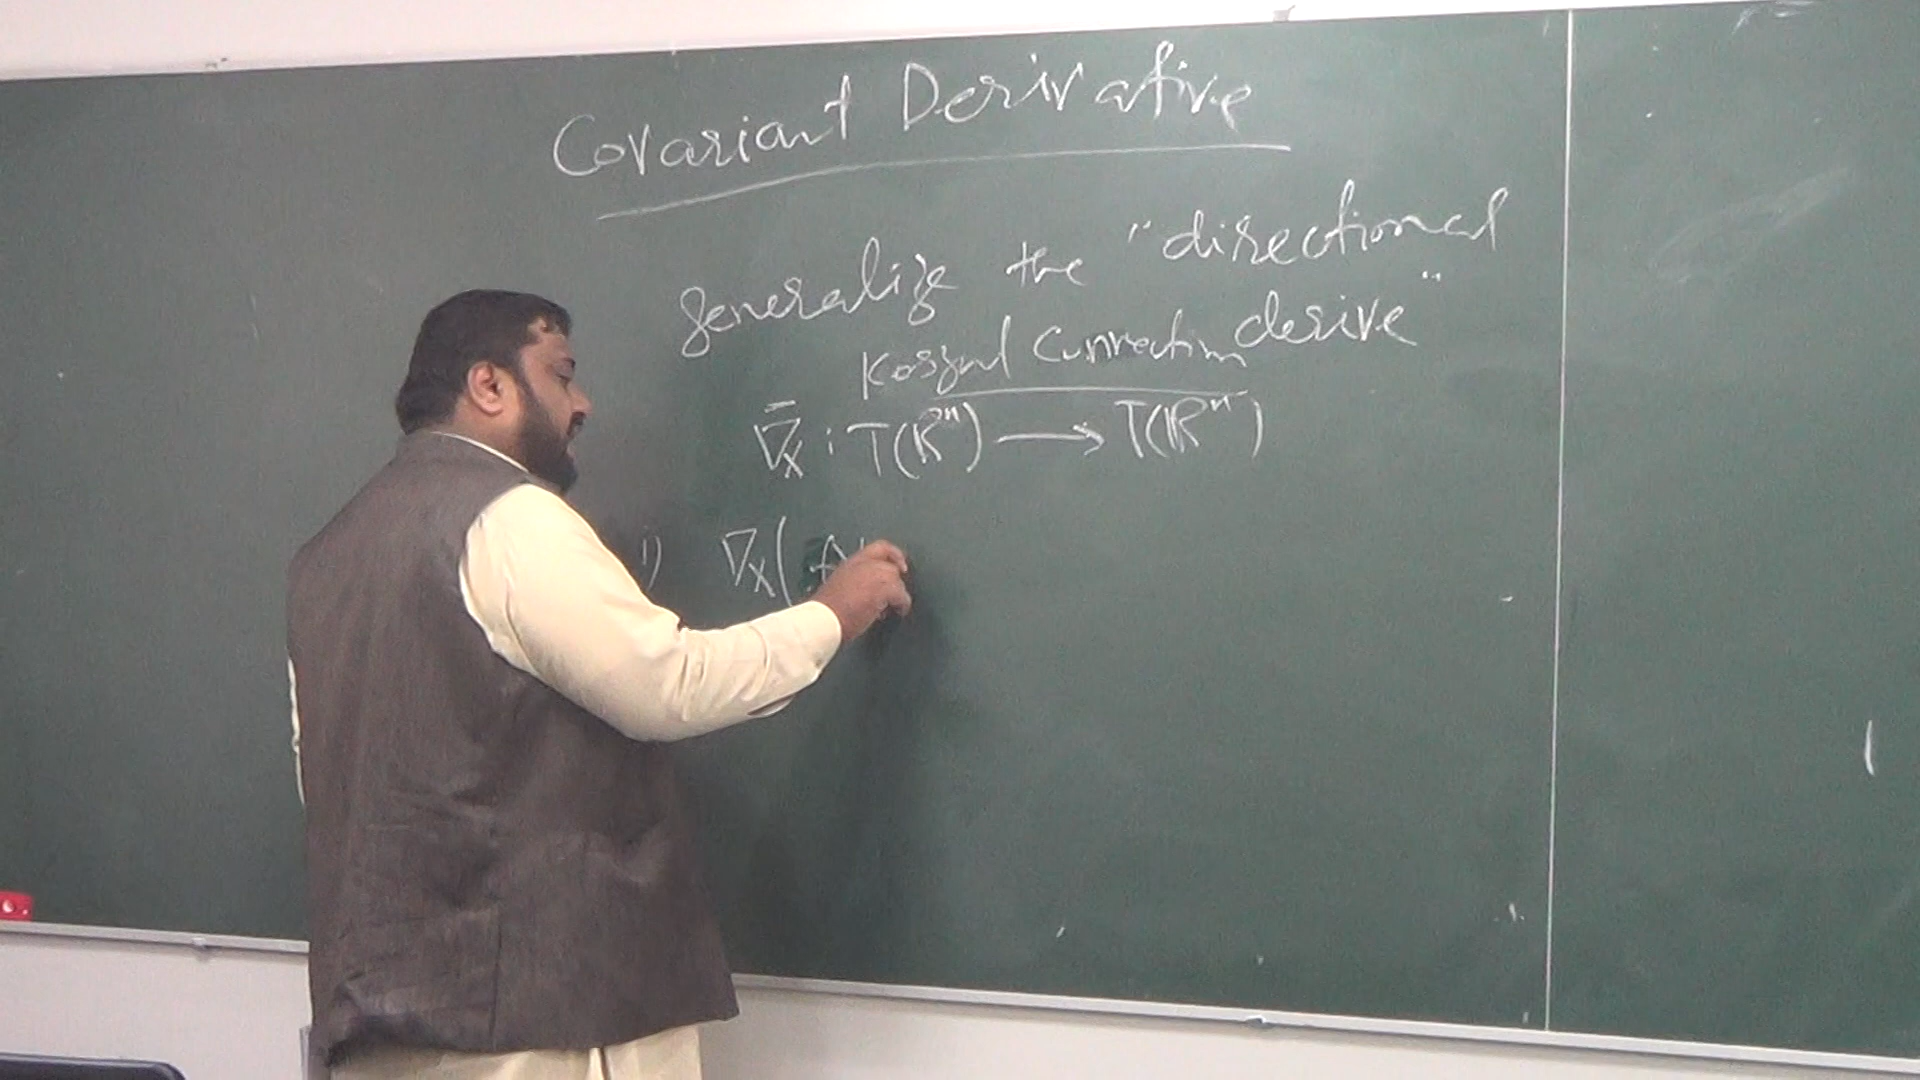 Covariant Derivative
generalize the "directional
derive"
Koszul Connection
∇̄_X : T(ℝⁿ) ⟶ T(ℝⁿ)
1) ∇_X( f